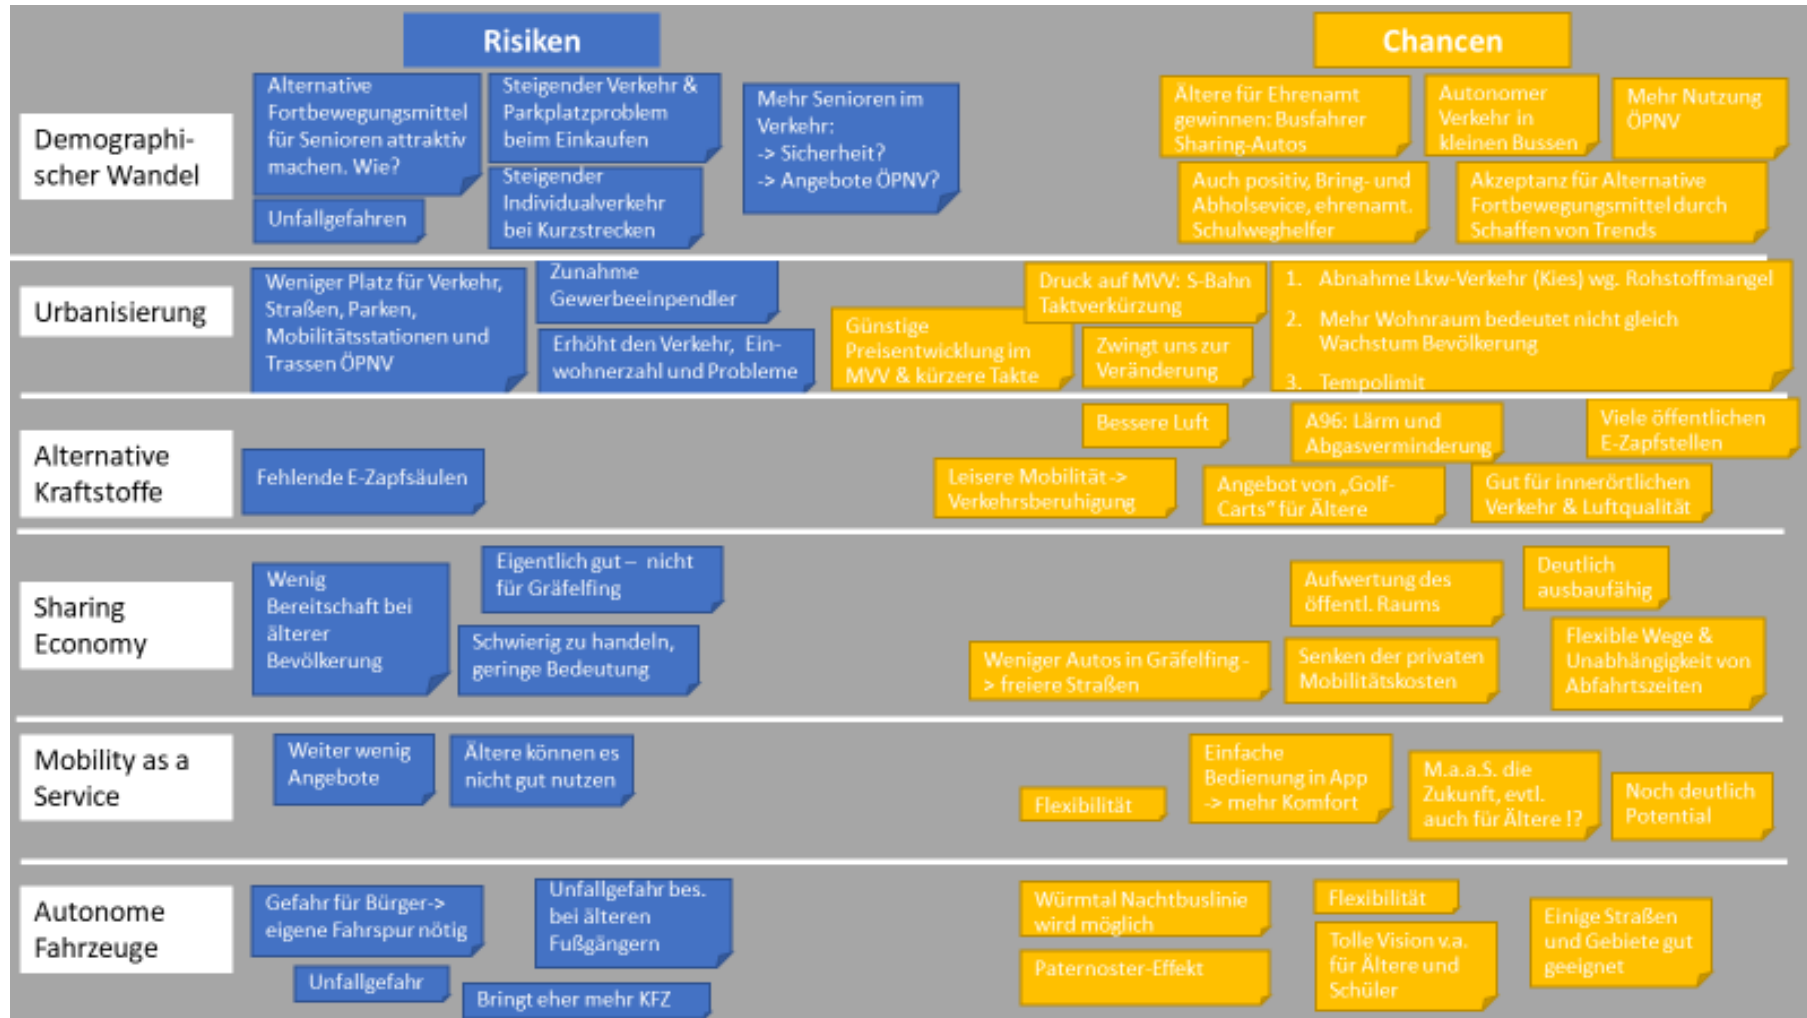 Risiken
Chancen
Demographi-
scher Wandel
Alternative
Fortbewegungsmittel
für Senioren attraktiv
machen. Wie?
Unfallgefahren
Steigender Verkehr &
Parkplatzproblem
beim Einkaufen
Steigender
Individualverkehr
bei Kurzstrecken
Mehr Senioren im
Verkehr:
-> Sicherheit?
-> Angebote ÖPNV?
Ältere für Ehrenamt
gewinnen: Busfahrer
Sharing-Autos
Autonomer
Verkehr in
kleinen Bussen
Mehr Nutzung
ÖPNV
Auch positiv, Bring- und
Abholsevice, ehrenamt.
Schulweghelfer
Akzeptanz für Alternative
Fortbewegungsmittel durch
Schaffen von Trends
Urbanisierung
Weniger Platz für Verkehr,
Straßen, Parken,
Mobilitätsstationen und
Trassen ÖPNV
Zunahme
Gewerbeeinpendler
Erhöht den Verkehr, Ein-
wohnerzahl und Probleme
Günstige
Preisentwicklung im
MVV & kürzere Takte
Druck auf MVV: S-Bahn
Taktverkürzung
Zwingt uns zur
Veränderung
1. Abnahme Lkw-Verkehr (Kies) wg. Rohstoffmangel
2. Mehr Wohnraum bedeutet nicht gleich
Wachstum Bevölkerung
3. Tempolimit
Alternative
Kraftstoffe
Fehlende E-Zapfsäulen
Bessere Luft
A96: Lärm und
Abgasverminderung
Viele öffentlichen
E-Zapfstellen
Leisere Mobilität->
Verkehrsberuhigung
Angebot von „Golf-
Carts“ für Ältere
Gut für innerörtlichen
Verkehr & Luftqualität
Sharing
Economy
Wenig
Bereitschaft bei
älterer
Bevölkerung
Eigentlich gut – nicht
für Gräfelfing
Schwierig zu handeln,
geringe Bedeutung
Weniger Autos in Gräfelfing -
> freiere Straßen
Aufwertung des
öffentl. Raums
Senken der privaten
Mobilitätskosten
Deutlich
ausbaufähig
Flexible Wege &
Unabhängigkeit von
Abfahrtszeiten
Mobility as a
Service
Weiter wenig
Angebote
Ältere können es
nicht gut nutzen
Flexibilität
Einfache
Bedienung in App
-> mehr Komfort
M.a.a.S. die
Zukunft, evtl.
auch für Ältere !?
Noch deutlich
Potential
Autonome
Fahrzeuge
Gefahr für Bürger->
eigene Fahrspur nötig
Unfallgefahr
Unfallgefahr bes.
bei älteren
Fußgängern
Bringt eher mehr KFZ
Würmtal Nachtbuslinie
wird möglich
Paternoster-Effekt
Flexibilität
Tolle Vision v.a.
für Ältere und
Schüler
Einige Straßen
und Gebiete gut
geeignet